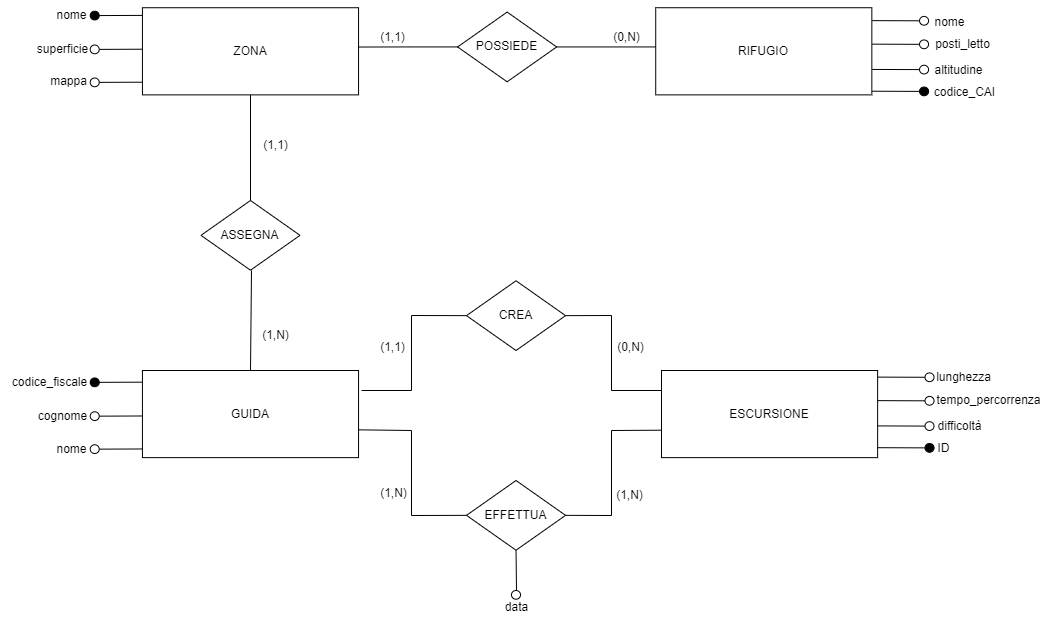 nome
superficie
mappa
ZONA
(1,1)
POSSIEDE
(0,N)
RIFUGIO
nome
posti_letto
altitudine
codice_CAI
(1,1)
ASSEGNA
(1,N)
codice_fiscale
cognome
nome
GUIDA
(1,1)
CREA
(0,N)
ESCURSIONE
lunghezza
tempo_percorrenza
difficoltà
ID
(1,N)
EFFETTUA
(1,N)
data